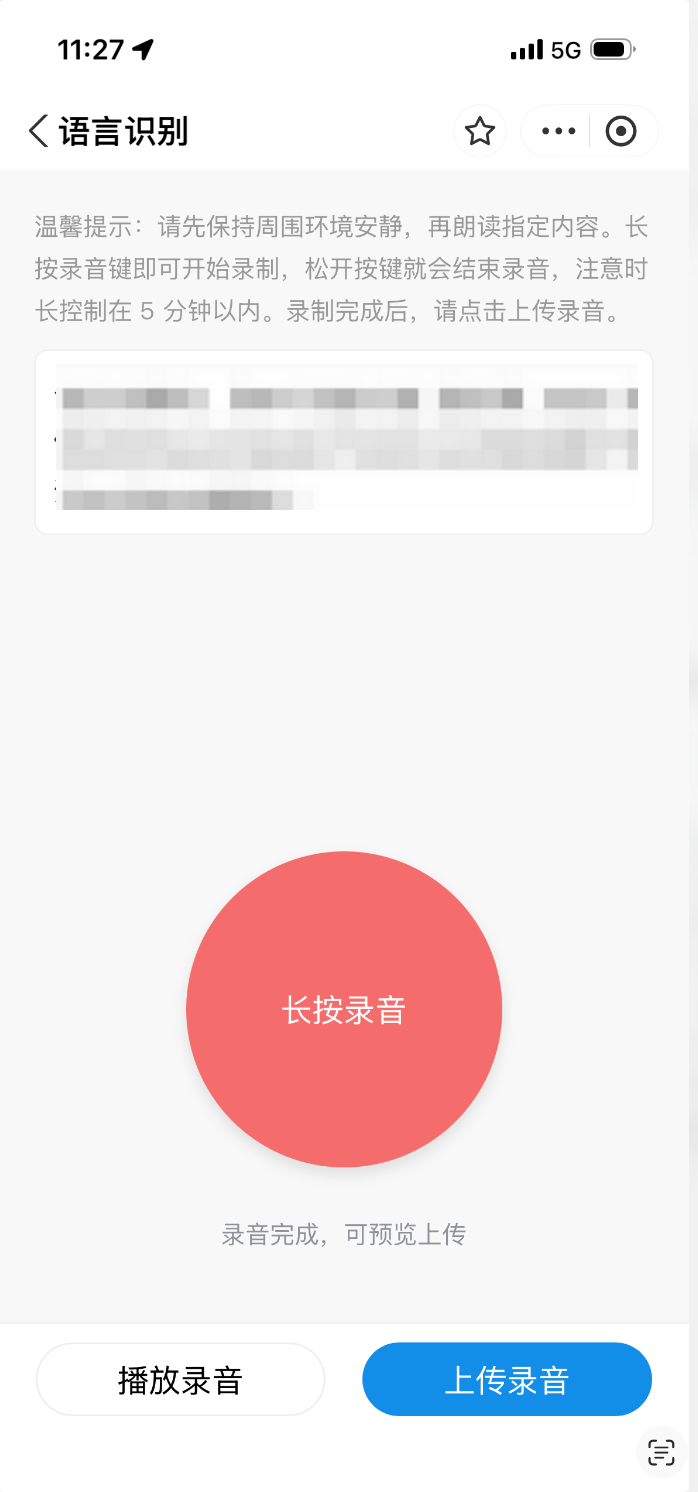 11:27
5G
语言识别
温馨提示：请先保持周围环境安静，再朗读指定内容。长
按录音键即可开始录制，松开按键就会结束录音，注意时
长控制在 5 分钟以内。录制完成后，请点击上传录音。
长按录音
录音完成，可预览上传
播放录音
上传录音